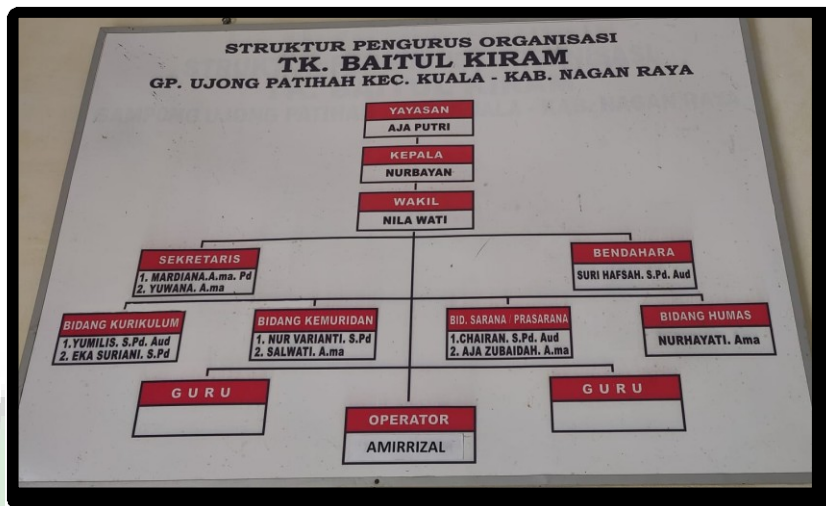 STRUKTUR PENGURUS ORGANISASI
TK. BAITUL KIRAM
GP. UJONG PATIHAH KEC. KUALA - KAB. NAGAN RAYA
YAYASAN
AJA PUTRI
KEPALA
NURBAYAN
WAKIL
NILA WATI
SEKRETARIS
1. MARDIANA.A.ma. Pd
2. YUWANA. A.ma
BENDAHARA
SURI HAFSAH. S.Pd. Aud
BIDANG KURIKULUM
1.YUMILIS. S.Pd. Aud
2. EKA SURIANI. S.Pd
BIDANG KEMURIDAN
1. NUR VARIANTI. S.Pd
2. SALWATI. A.ma
BID. SARANA / PRASARANA
1.CHAIRAN. S.Pd. Aud
2. AJA ZUBAIDAH. A.ma
BIDANG HUMAS
NURHAYATI. Ama
GURU
GURU
OPERATOR
AMIRRIZAL